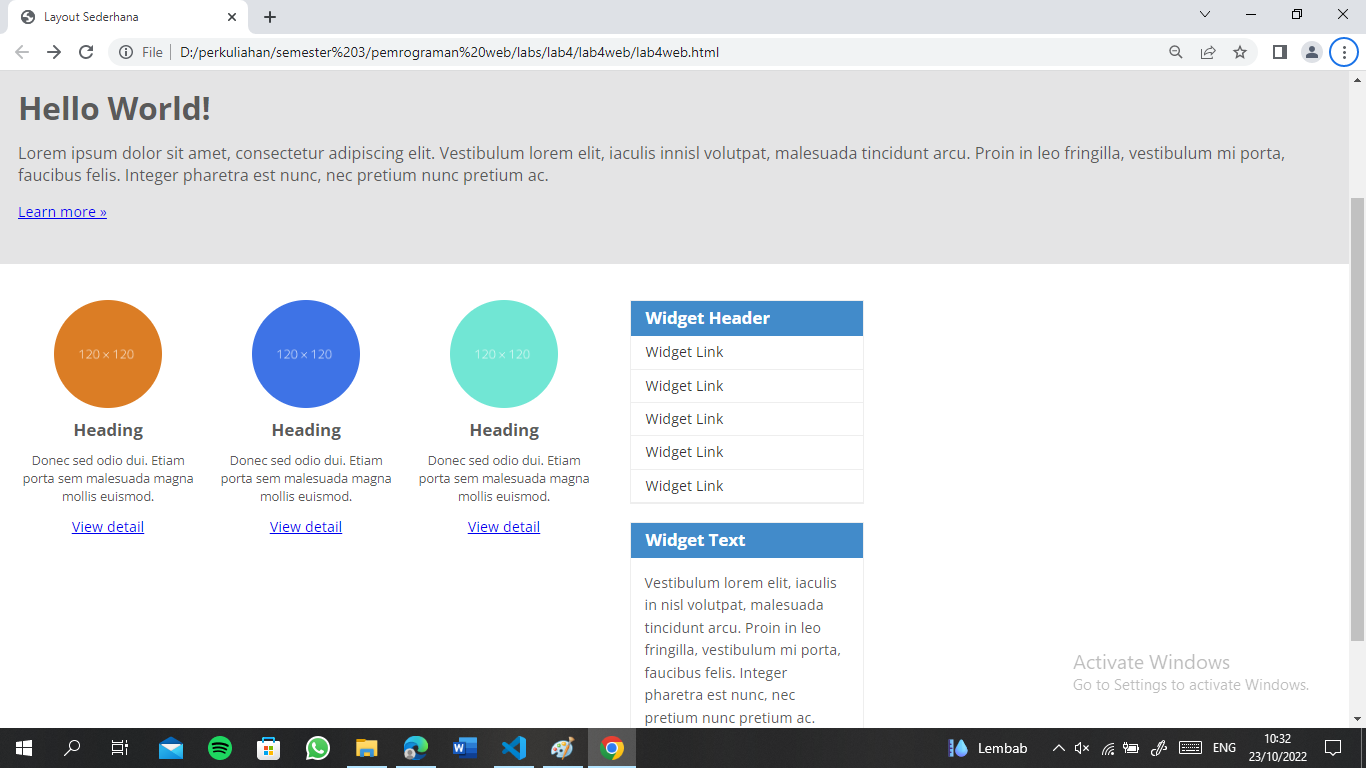 Layout Sederhana
File
D:/perkuliahan/semester%203/pemrograman%20web/labs/lab4/lab4web/lab4web.html
Hello World!
Lorem ipsum dolor sit amet, consectetur adipiscing elit. Vestibulum lorem elit, iaculis innisl volutpat, malesuada tincidunt arcu. Proin in leo fringilla, vestibulum mi porta,
faucibus felis. Integer pharetra est nunc, nec pretium nunc pretium ac.
Learn more »
120 × 120
Heading
Donec sed odio dui. Etiam
porta sem malesuada magna
mollis euismod.
View detail
120 × 120
Heading
Donec sed odio dui. Etiam
porta sem malesuada magna
mollis euismod.
View detail
120 × 120
Heading
Donec sed odio dui. Etiam
porta sem malesuada magna
mollis euismod.
View detail
Widget Header
Widget Link
Widget Link
Widget Link
Widget Link
Widget Link
Widget Text
Vestibulum lorem elit, iaculis
in nisl volutpat, malesuada
tincidunt arcu. Proin in leo
fringilla, vestibulum mi porta,
faucibus felis. Integer
pharetra est nunc, nec
pretium nunc pretium ac.
Activate Windows
Go to Settings to activate Windows.
Lembab
ENG
10:32
23/10/2022